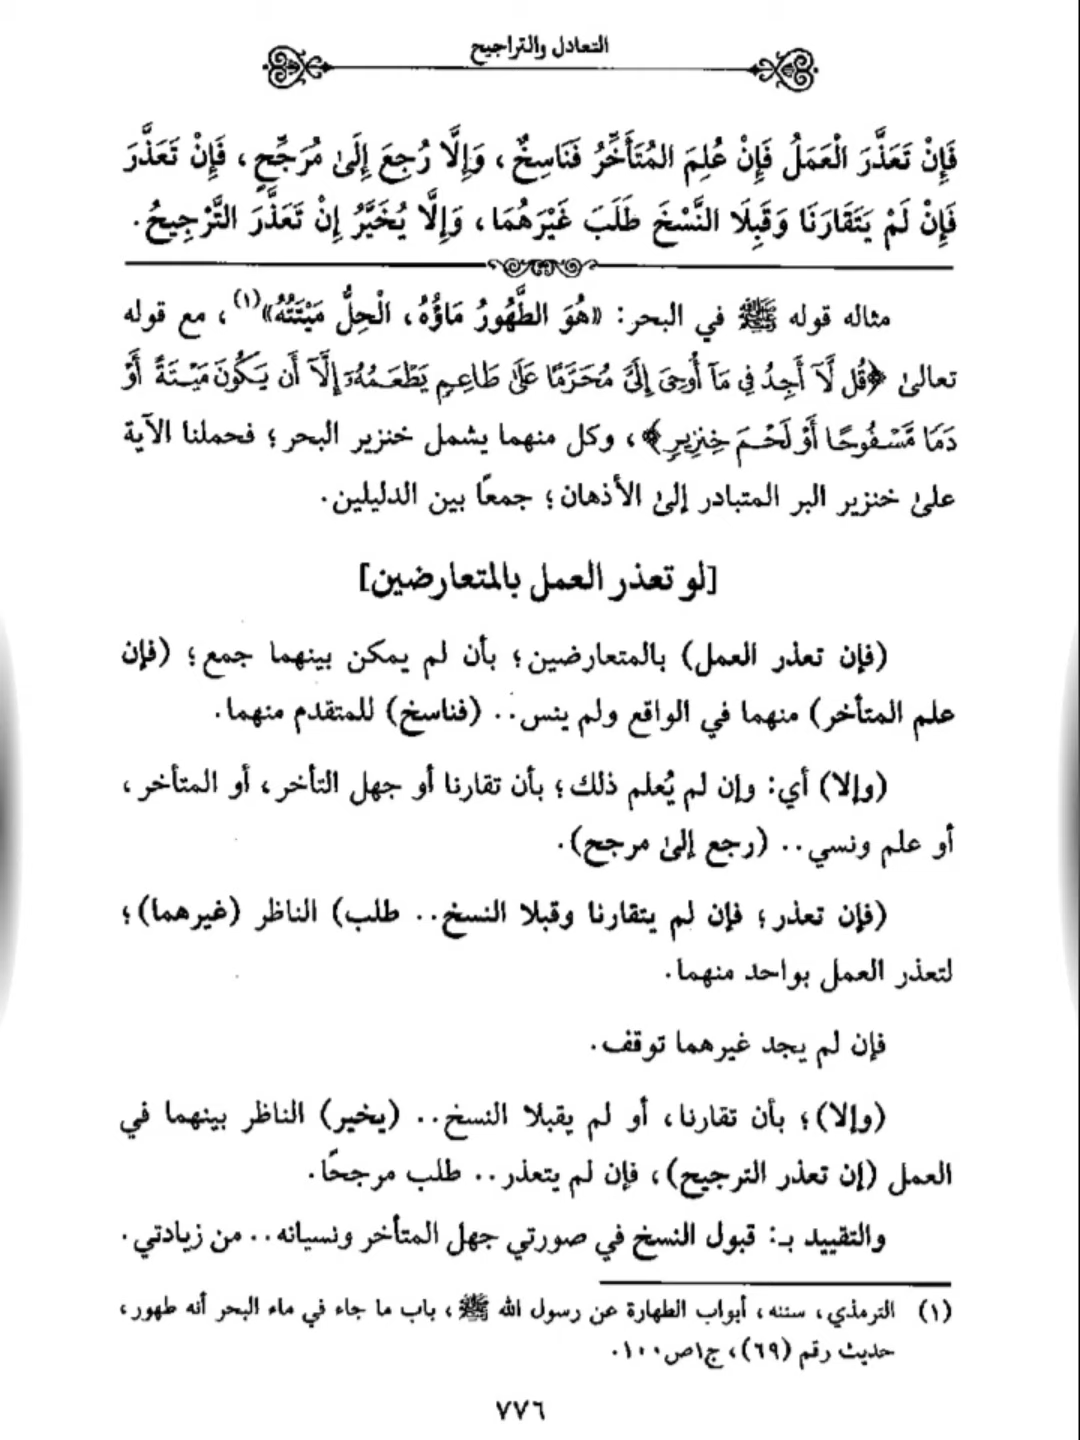 التعادل والتراجيح
فَإِنْ تَعَذَّرَ الْعَمَلُ فَإِنْ عُلِمَ المُتَأَخِّرُ فَنَاسِخٌ، وَإِلَّا رُجِعَ إِلَىٰ مُرَجِّحٍ، فَإِنْ تَعَذَّرَ
فَإِنْ لَمْ يَتَقَارَنَا وَقَبِلَا النَّسْخَ طَلَبَ غَيْرَهُمَا، وَإِلَّا يُخَيَّرُ إِنْ تَعَذَّرَ التَّرْجِيحُ.
مثاله قوله ﷺ في البحر: «هُوَ الطَّهُورُ مَاؤُهُ، الْحِلُّ مَيْتَتُهُ»(١)، مع قوله
تعالىٰ ﴿قُل لَّآ أَجِدُ فِي مَآ أُوحِىَ إِلَىَّ مُحَرَّمًا عَلَىٰ طَاعِمٍ يَطْعَمُهُۥٓ إِلَّآ أَن يَكُونَ مَيْتَةً أَوْ
دَمًا مَّسْفُوحًا أَوْ لَحْمَ خِنزِيرٍ﴾، وكل منهما يشمل خنزير البحر؛ فحملنا الآية
علىٰ خنزير البر المتبادر إلىٰ الأذهان؛ جمعًا بين الدليلين.
[لو تعذر العمل بالمتعارضين]
(فإن تعذر العمل) بالمتعارضين؛ بأن لم يمكن بينهما جمع؛ (فإن
علم المتأخر) منهما في الواقع ولم ينس.. (فناسخ) للمتقدم منهما.
(وإلا) أي: وإن لم يُعلم ذلك؛ بأن تقارنا أو جهل التأخر، أو المتأخر،
أو علم ونسي.. (رجع إلىٰ مرجح).
(فإن تعذر؛ فإن لم يتقارنا وقبلا النسخ.. طلب) الناظر (غيرهما)؛
لتعذر العمل بواحد منهما.
فإن لم يجد غيرهما توقف.
(وإلا)؛ بأن تقارنا، أو لم يقبلا النسخ.. (يخير) الناظر بينهما في
العمل (إن تعذر الترجيح)، فإن لم يتعذر.. طلب مرجحًا.
والتقييد بـ: قبول النسخ في صورتي جهل المتأخر ونسيانه.. من زيادتي.
(١) الترمذي، سننه، أبواب الطهارة عن رسول الله ﷺ، باب ما جاء في ماء البحر أنه طهور،
حديث رقم (٦٩)، ج١ص١٠٠.
٧٧٦